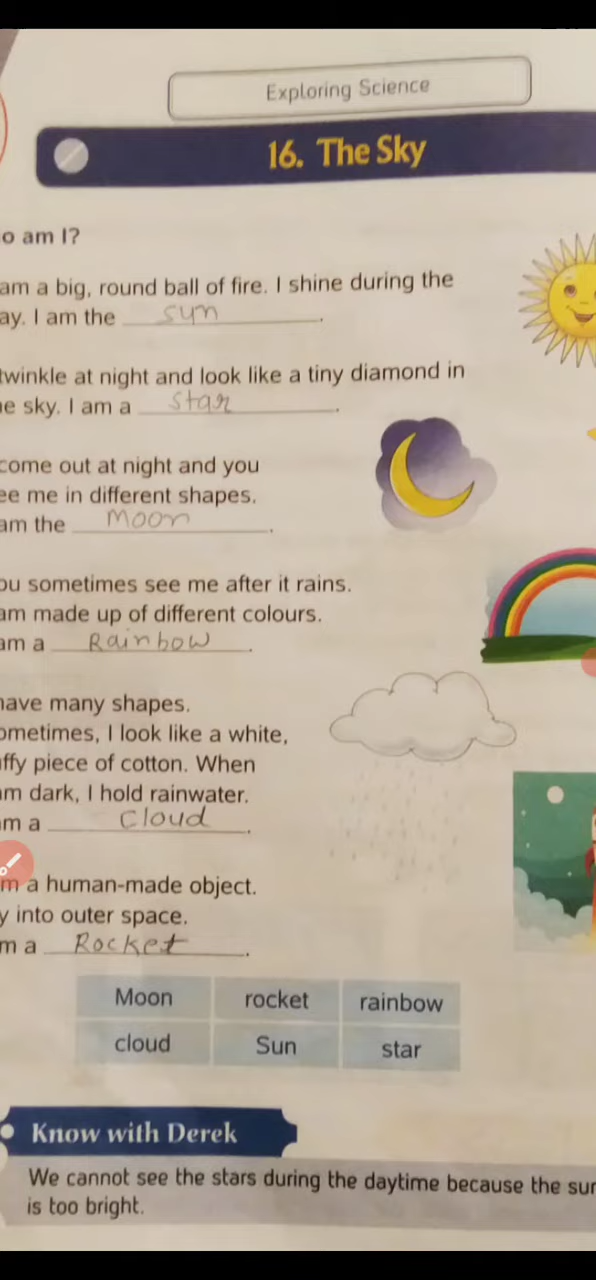 Exploring Science
16. The Sky
o am I?
am a big, round ball of fire. I shine during the
ay. I am the sun.
twinkle at night and look like a tiny diamond in
e sky. I am a star.
come out at night and you
ee me in different shapes.
am the Moon.
ou sometimes see me after it rains.
am made up of different colours.
am a Rainbow.
have many shapes.
ometimes, I look like a white,
uffy piece of cotton. When
am dark, I hold rainwater.
am a cloud.
m a human-made object.
y into outer space.
m a Rocket.
Moon rocket rainbow
cloud Sun star
Know with Derek
We cannot see the stars during the daytime because the sun
is too bright.